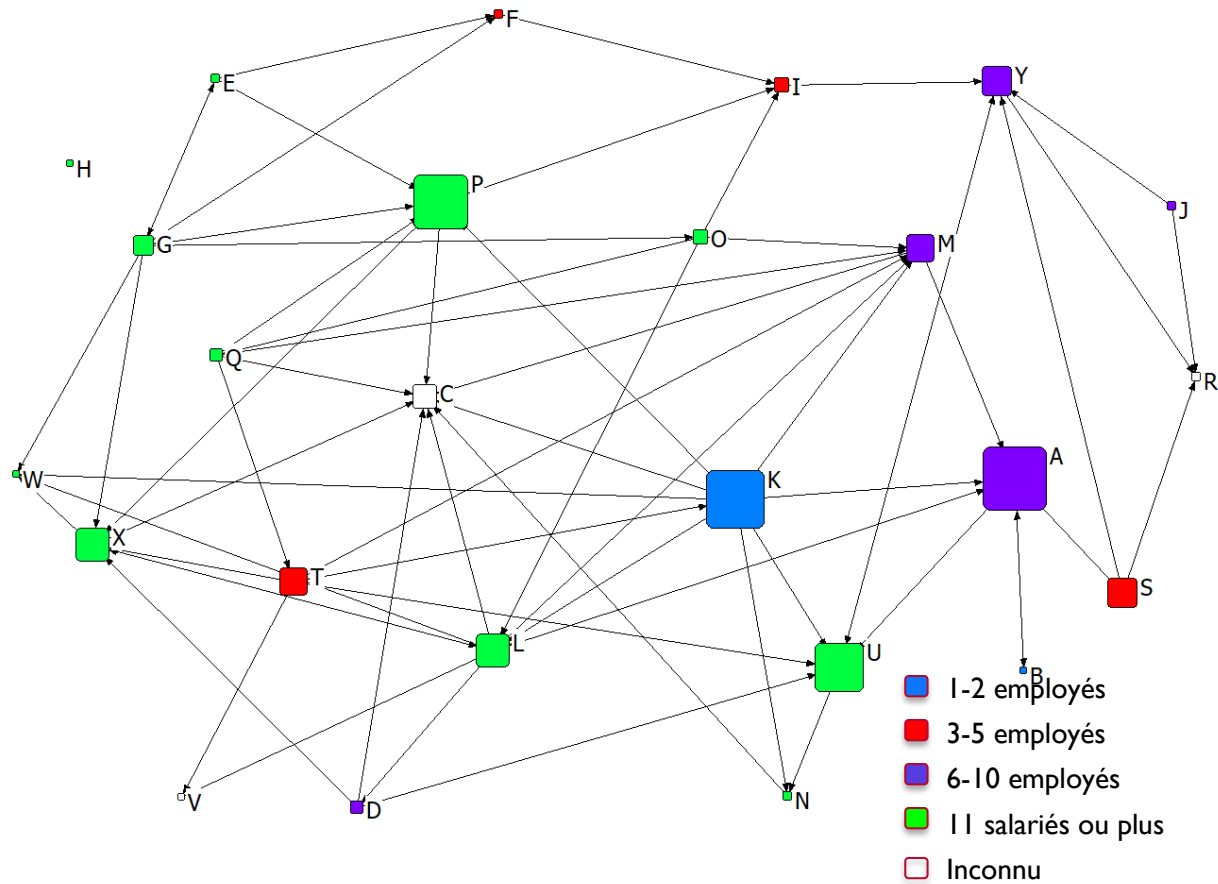 F
E
I
Y
H
P
J
G
O
M
Q
C
R
A
W
K
X
T
S
L
U
B
1-2 employés
3-5 employés
6-10 employés
V
D
N
11 salariés ou plus
Inconnu